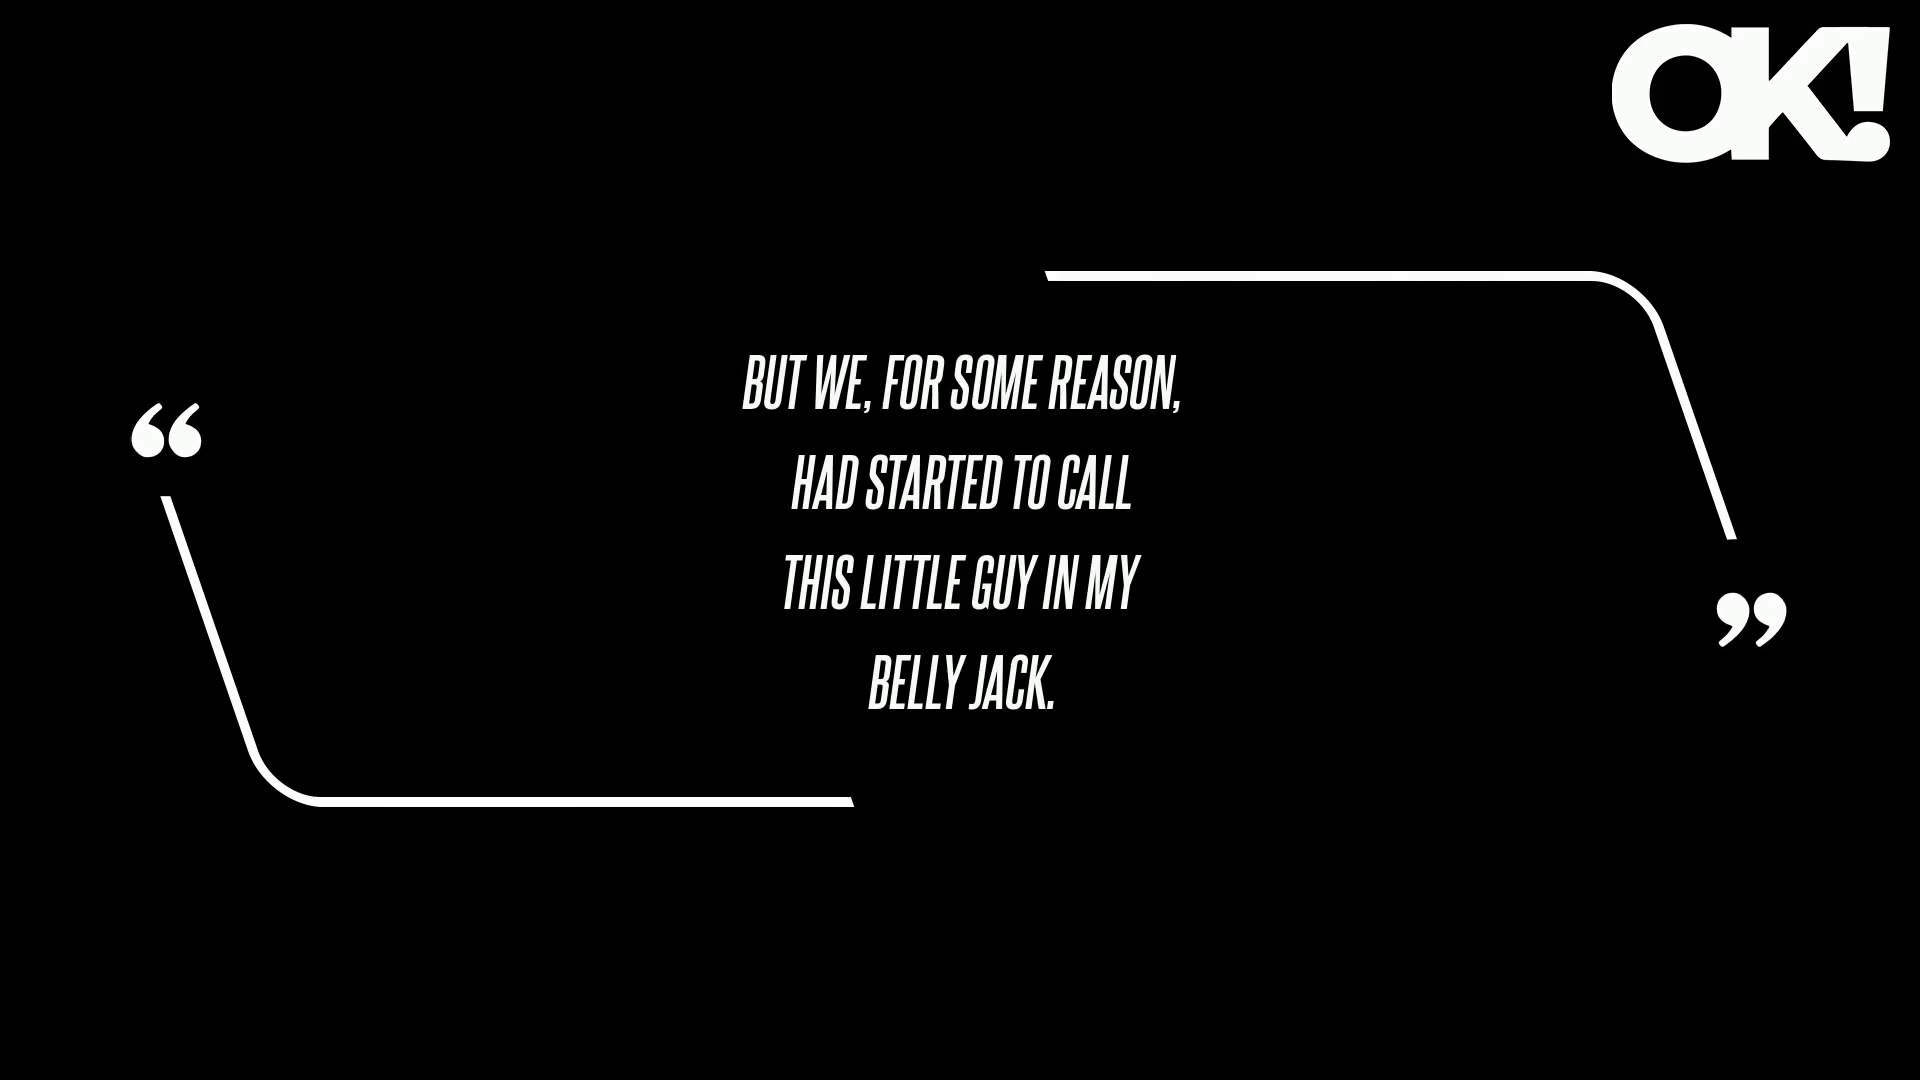 OK!
“
BUT WE, FOR SOME REASON,
HAD STARTED TO CALL
THIS LITTLE GUY IN MY
BELLY JACK.
”